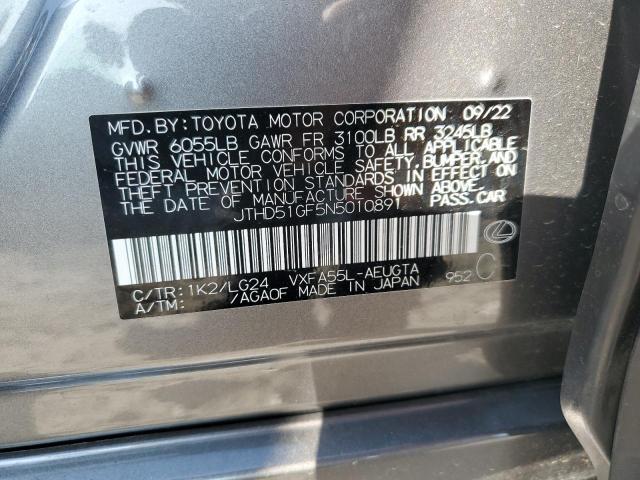 MFD.BY:TOYOTA MOTOR CORPORATION 09/22
GVWR 6055LB GAWR FR 3100LB RR 3245LB
THIS VEHICLE CONFORMS TO ALL APPLICABLE
FEDERAL MOTOR VEHICLE SAFETY,BUMPER,AND
THEFT PREVENTION STANDARDS IN EFFECT ON
THE DATE OF MANUFACTURE SHOWN ABOVE.
JTHD51GF5N5010891 PASS.CAR
C/TR:1K2/LG24 VXFA55L-AEUGTA 952 C
A/TM: /AGA0F MADE IN JAPAN